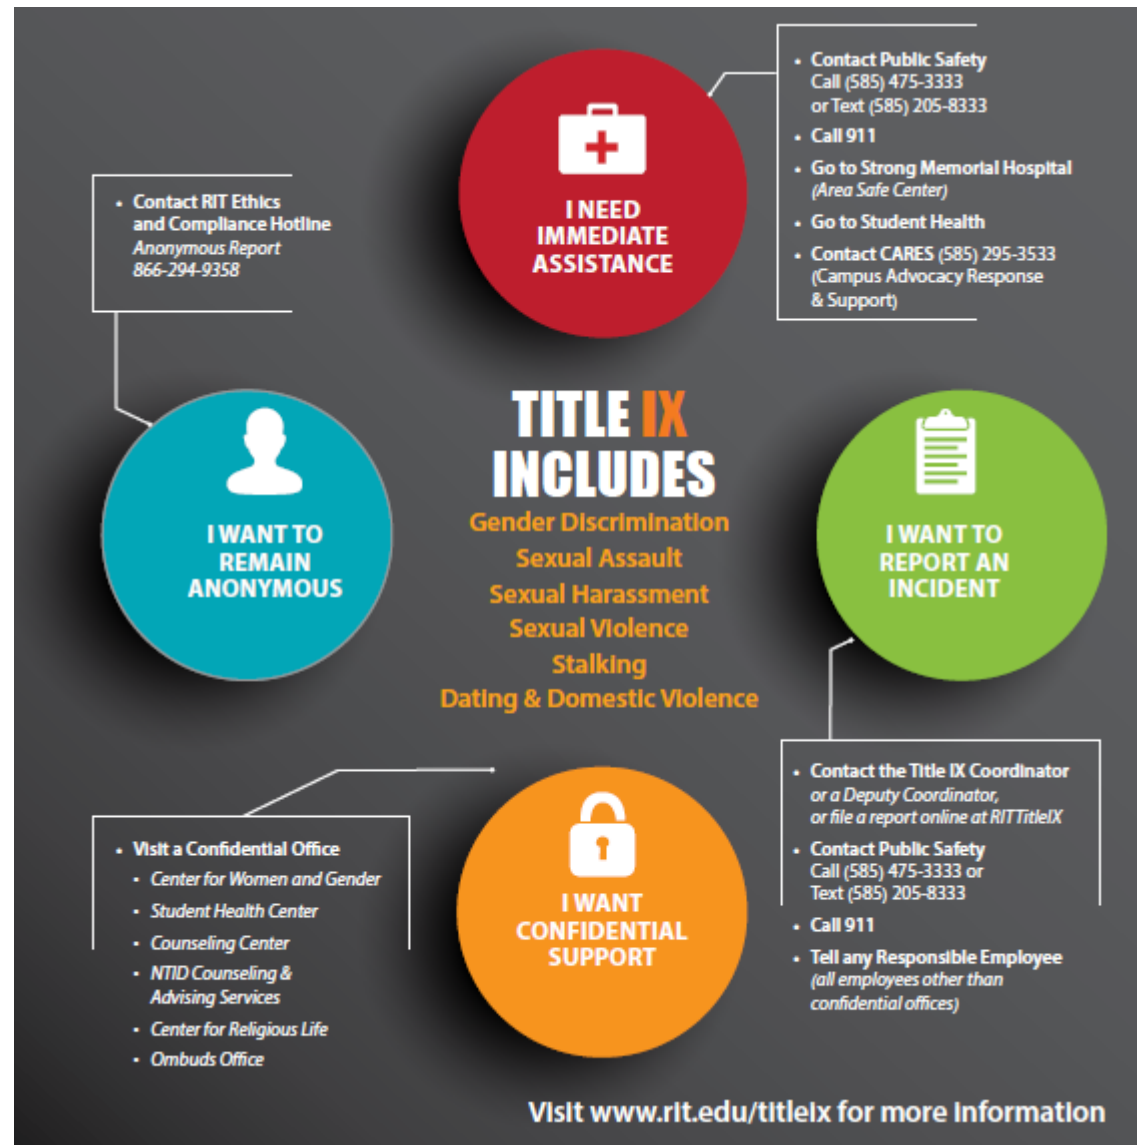 • Contact Public Safety
Call (585) 475-3333
or Text (585) 205-8333
• Call 911
• Go to Strong Memorial Hospital
(Area Safe Center)
• Go to Student Health
• Contact CARES (585) 295-3533
(Campus Advocacy Response
& Support)
I NEED
IMMEDIATE
ASSISTANCE
• Contact RIT Ethics
and Compliance Hotline
Anonymous Report
866-294-9358
I WANT TO
REMAIN
ANONYMOUS
TITLE IX
INCLUDES
Gender Discrimination
Sexual Assault
Sexual Harassment
Sexual Violence
Stalking
Dating & Domestic Violence
I WANT TO
REPORT AN
INCIDENT
• Contact the Title IX Coordinator
or a Deputy Coordinator,
or file a report online at RITTitleIX
• Contact Public Safety
Call (585) 475-3333 or
Text (585) 205-8333
• Call 911
• Tell any Responsible Employee
(all employees other than
confidential offices)
I WANT
CONFIDENTIAL
SUPPORT
• Visit a Confidential Office
• Center for Women and Gender
• Student Health Center
• Counseling Center
• NTID Counseling &
Advising Services
• Center for Religious Life
• Ombuds Office
Visit www.rit.edu/titleix for more information